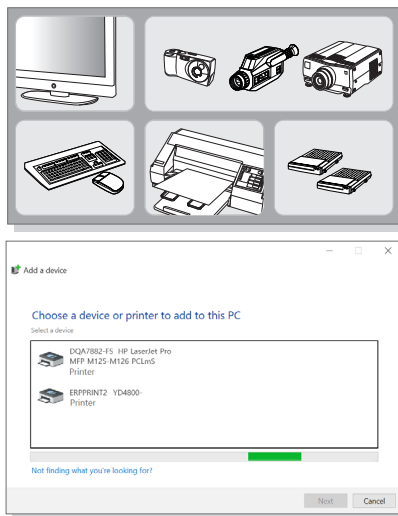 Add a device
Choose a device or printer to add to this PC
Select a device
DQA7882-F5 HP LaserJet Pro
MFP M125-M126 PCLmS
Printer
ERPPRINT2 YD4800-
Printer
Not finding what you're looking for?
Next Cancel